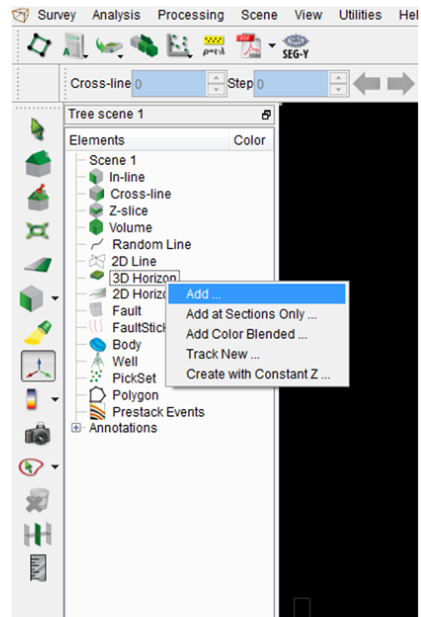 Survey Analysis Processing Scene View Utilities Hel
ρ=τ·λ PDF SEG-Y
Cross-line 0 Step 0
Tree scene 1
Elements Color
Scene 1
In-line
Cross-line
Z-slice
Volume
Random Line
2D Line
3D Horizon
2D Horizo
Add ...
Fault
Add at Sections Only ...
FaultStick
Add Color Blended ...
Body
Track New ...
Well
Create with Constant Z ...
PickSet
Polygon
Prestack Events
Annotations